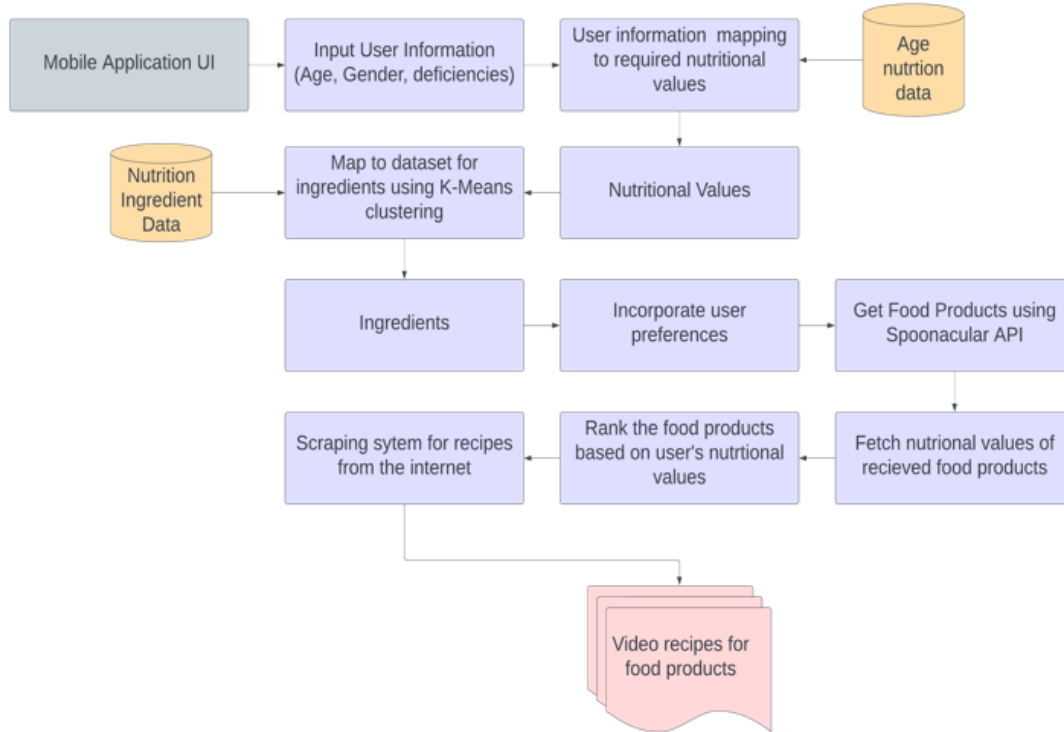 Mobile Application UI
Input User Information
(Age, Gender, deficiencies)
User information mapping
to required nutritional
values
Age
nutrtion
data
Nutrition
Ingredient
Data
Map to dataset for
ingredients using K-Means
clustering
Nutritional Values
Ingredients
Incorporate user
preferences
Get Food Products using
Spoonacular API
Scraping sytem for recipes
from the internet
Rank the food products
based on user's nutrtional
values
Fetch nutrional values of
recieved food products
Video recipes for
food products